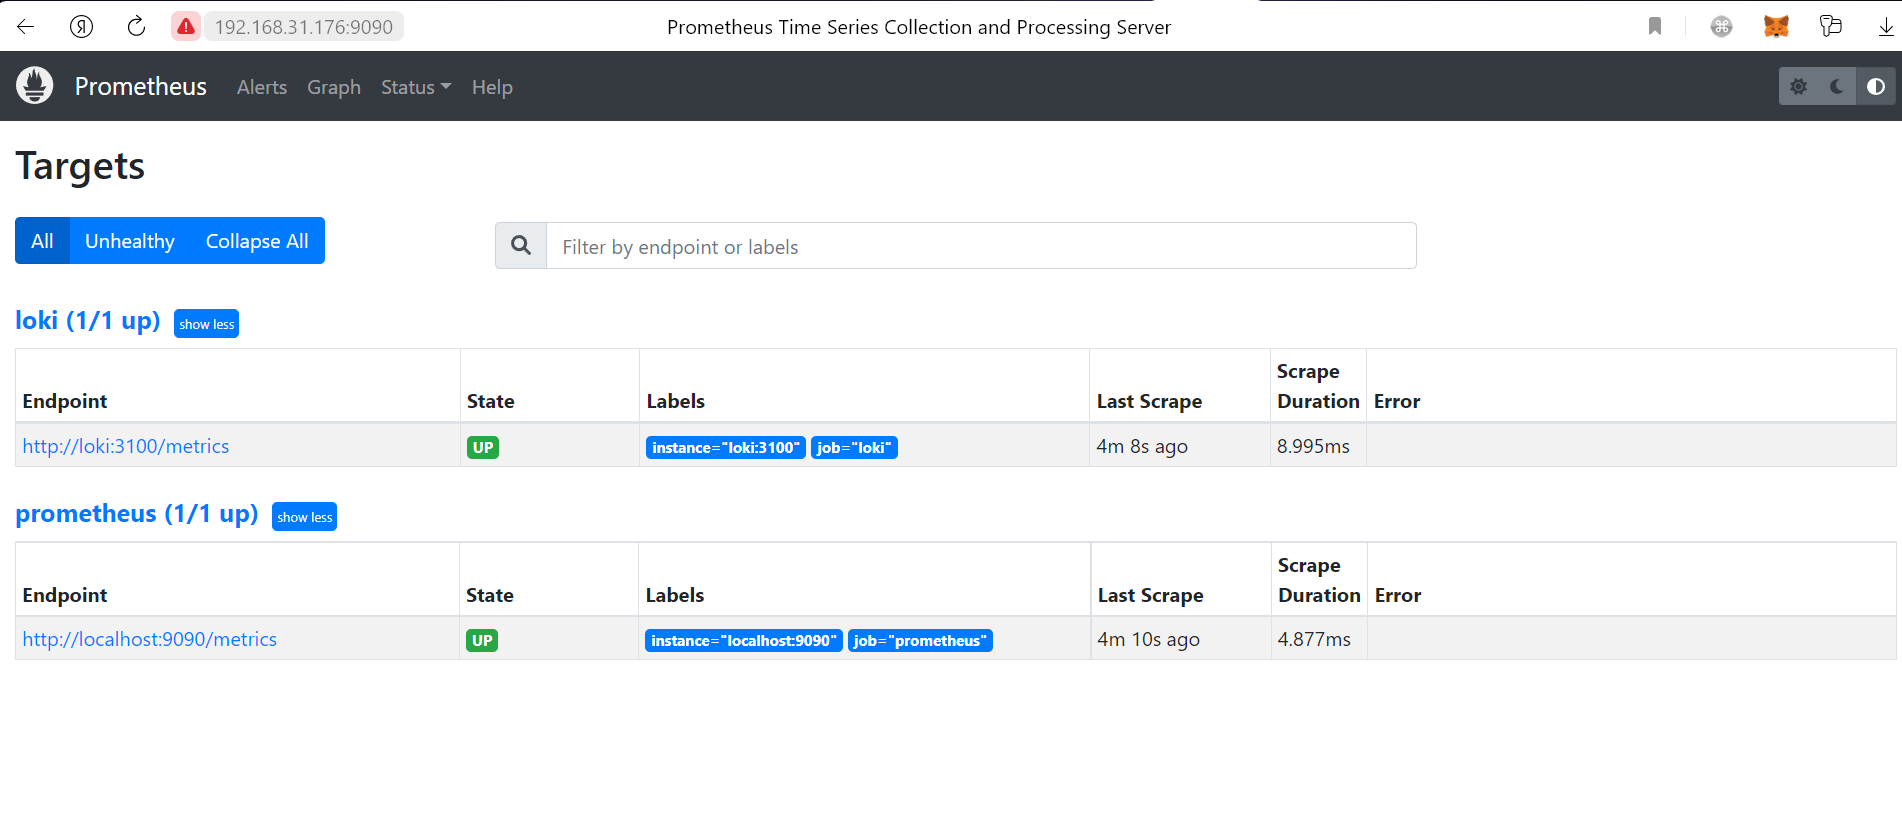 Я 192.168.31.176:9090 Prometheus Time Series Collection and Processing Server
Prometheus Alerts Graph Status Help
Targets
All Unhealthy Collapse All Filter by endpoint or labels
loki (1/1 up) show less
Endpoint State Labels Last Scrape Scrape Duration Error
http://loki:3100/metrics UP instance="loki:3100" job="loki" 4m 8s ago 8.995ms
prometheus (1/1 up) show less
Endpoint State Labels Last Scrape Scrape Duration Error
http://localhost:9090/metrics UP instance="localhost:9090" job="prometheus" 4m 10s ago 4.877ms